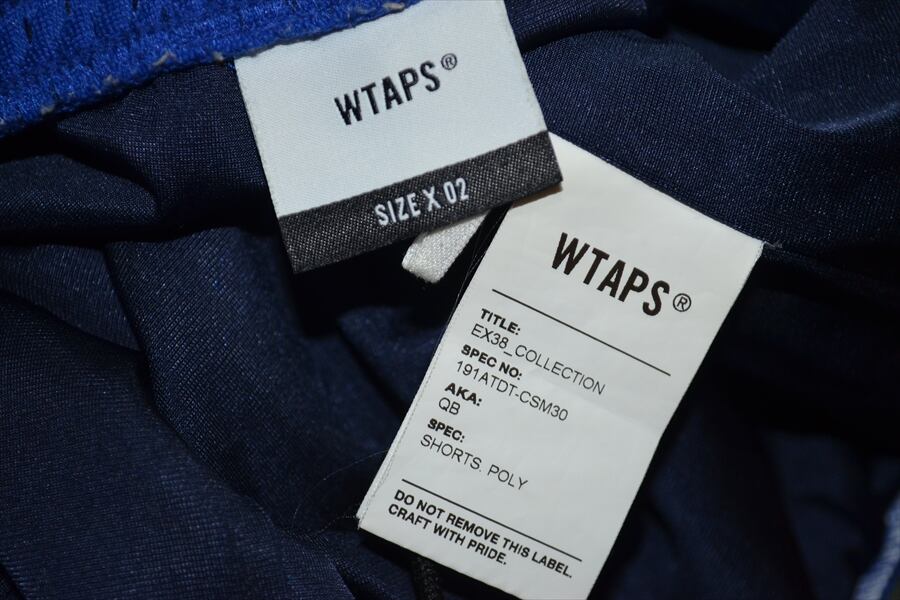 WTAPS®
SIZE X 02
WTAPS®
TITLE:
EX38_COLLECTION
SPEC NO:
191ATDT-CSM30
AKA:
QB
SPEC:
SHORTS. POLY
DO NOT REMOVE THIS LABEL.
CRAFT WITH PRIDE.